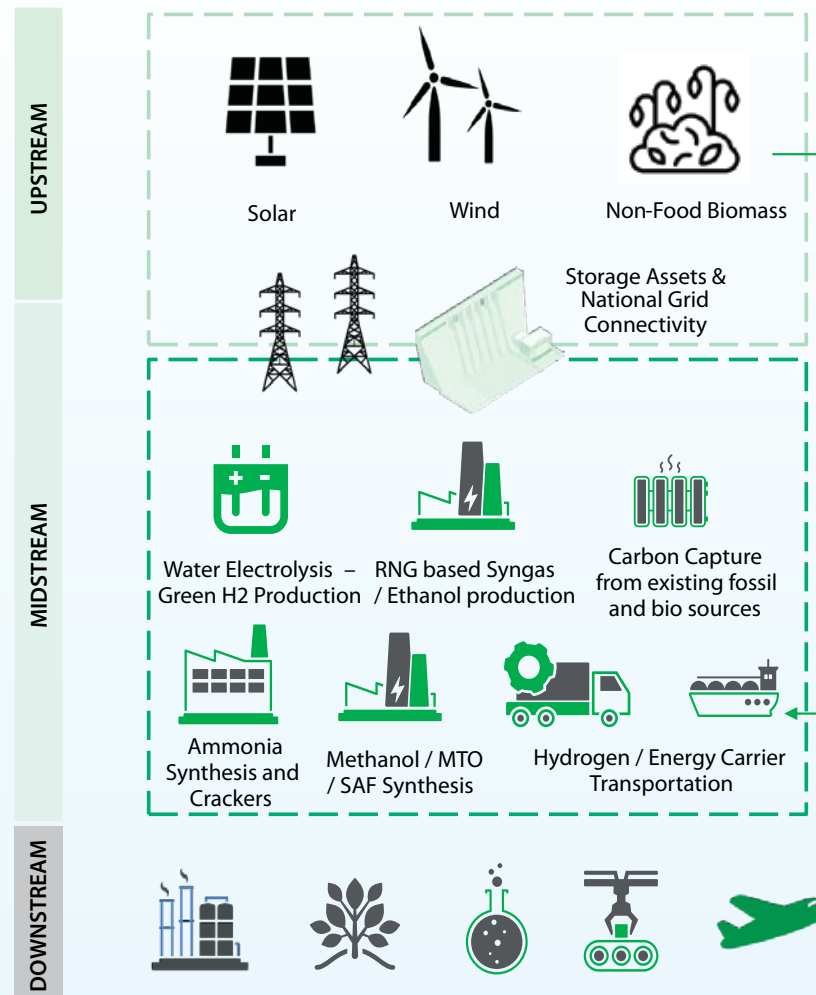 UPSTREAM
Solar
Wind
Non-Food Biomass
Storage Assets &
National Grid
Connectivity
MIDSTREAM
Water Electrolysis –
Green H2 Production
RNG based Syngas
/ Ethanol production
Carbon Capture
from existing fossil
and bio sources
Ammonia
Synthesis and
Crackers
Methanol / MTO
/ SAF Synthesis
Hydrogen / Energy Carrier
Transportation
DOWNSTREAM